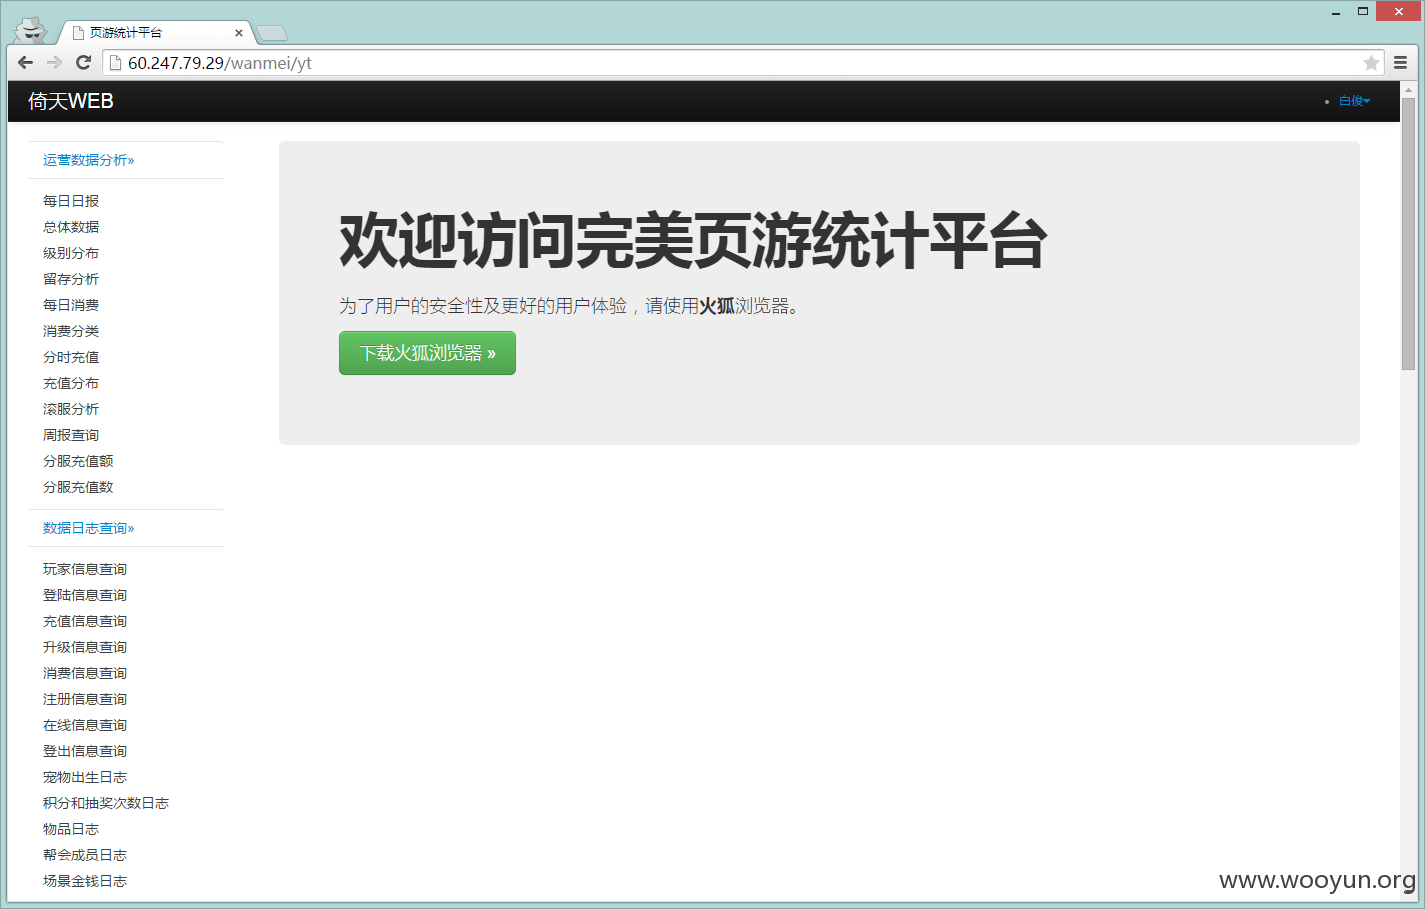 页游统计平台
60.247.79.29/wanmei/yt
倚天WEB
白俊
运营数据分析»
每日日报
总体数据
级别分布
留存分析
每日消费
消费分类
分时充值
充值分布
滚服分析
周报查询
分服充值额
分服充值数
数据日志查询»
玩家信息查询
登陆信息查询
充值信息查询
升级信息查询
消费信息查询
注册信息查询
在线信息查询
登出信息查询
宠物出生日志
积分和抽奖次数日志
物品日志
帮会成员日志
场景金钱日志
欢迎访问完美页游统计平台
为了用户的安全性及更好的用户体验，请使用火狐浏览器。
下载火狐浏览器 »
www.wooyun.org